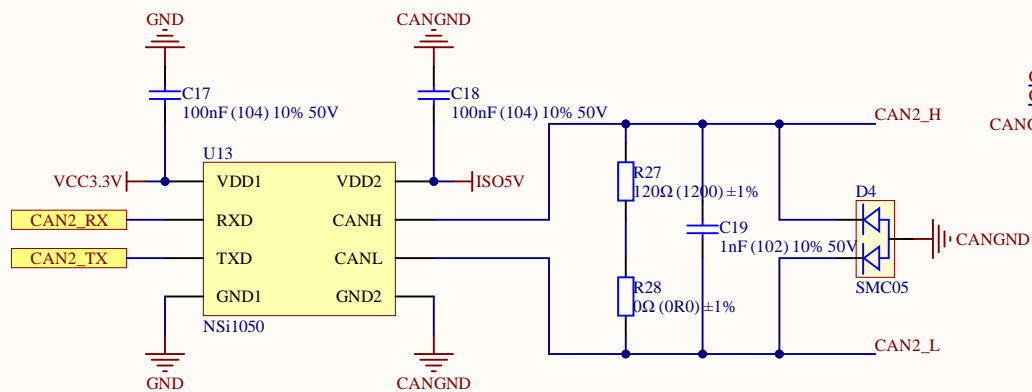 GND
CANGND
C17
100nF (104) 10% 50V
C18
100nF (104) 10% 50V
CAN2_H
U13
VCC3.3V
VDD1
VDD2
ISO5V
R27
120Ω (1200) ±1%
D4
CAN2_RX
RXD
CANH
C19
1nF (102) 10% 50V
CANGND
CAN2_TX
TXD
CANL
R28
0Ω (0R0) ±1%
SMC05
GND1
GND2
NSi1050
CAN2_L
GND
CANGND